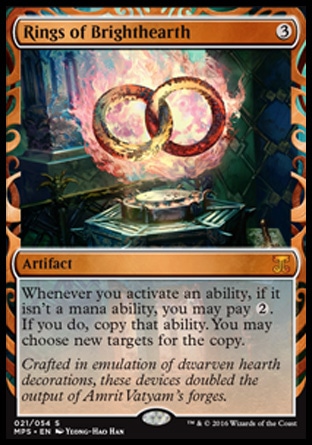 Rings of Brighthearth 3
Artifact
Whenever you activate an ability, if it
isn't a mana ability, you may pay 2.
If you do, copy that ability. You may
choose new targets for the copy.
Crafted in emulation of dwarven hearth
decorations, these devices doubled the
output of Amrit Vatyam's forges.
021/054 S
MPS • EN Yeong-Hao Han ™ & © 2016 Wizards of the Coast